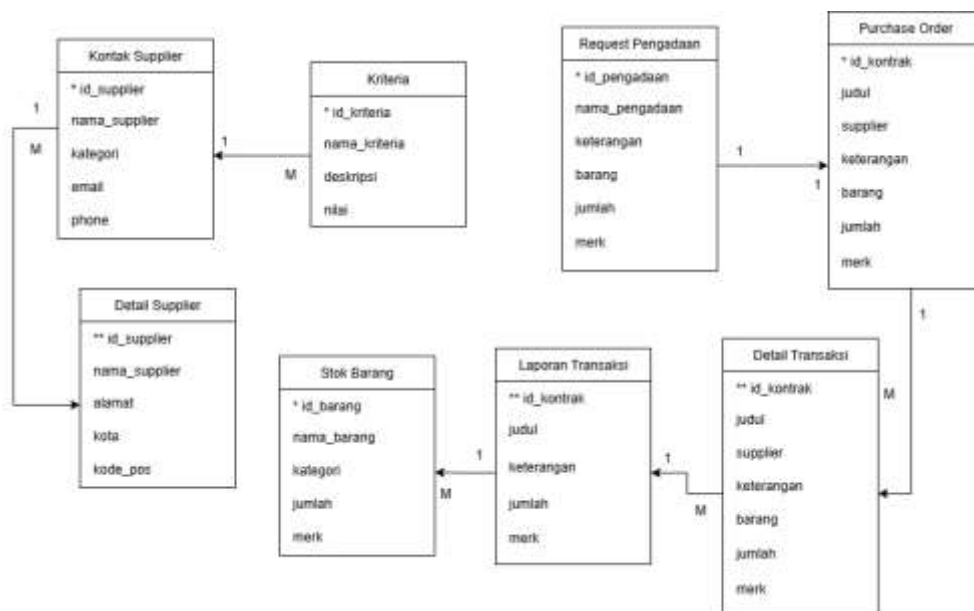 Kontak Supplier
* id_supplier
nama_supplier
kategori
email
phone
1
M
1
M
Kriteria
* id_kriteria
nama_kriteria
deskripsi
nilai
Request Pengadaan
* id_pengadaan
nama_pengadaan
keterangan
barang
jumlah
merk
1
1
Purchase Order
* id_kontrak
judul
supplier
keterangan
barang
jumlah
merk
1
M
Detail Supplier
** id_supplier
nama_supplier
alamat
kota
kode_pos
Stok Barang
* id_barang
nama_barang
kategori
jumlah
merk
1
M
Laporan Transaksi
** id_kontrak
judul
keterangan
jumlah
merk
1
M
Detail Transaksi
** id_kontrak
judul
supplier
keterangan
barang
jumlah
merk